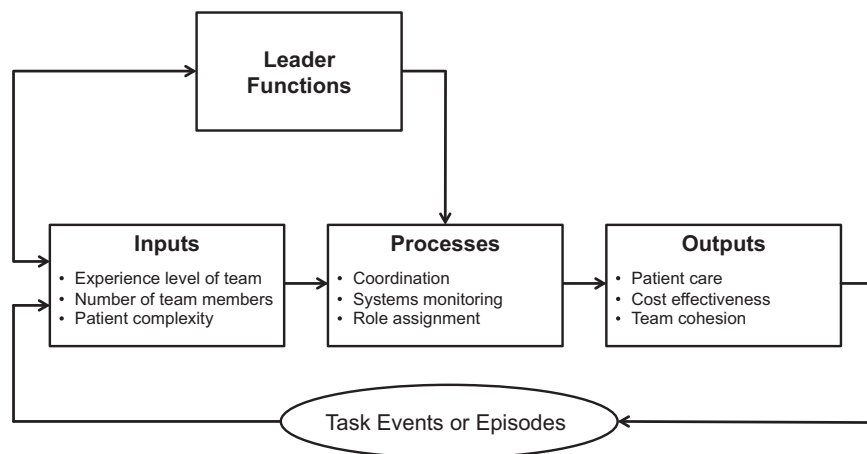 Leader
Functions
Inputs
• Experience level of team
• Number of team members
• Patient complexity
Processes
• Coordination
• Systems monitoring
• Role assignment
Outputs
• Patient care
• Cost effectiveness
• Team cohesion
Task Events or Episodes